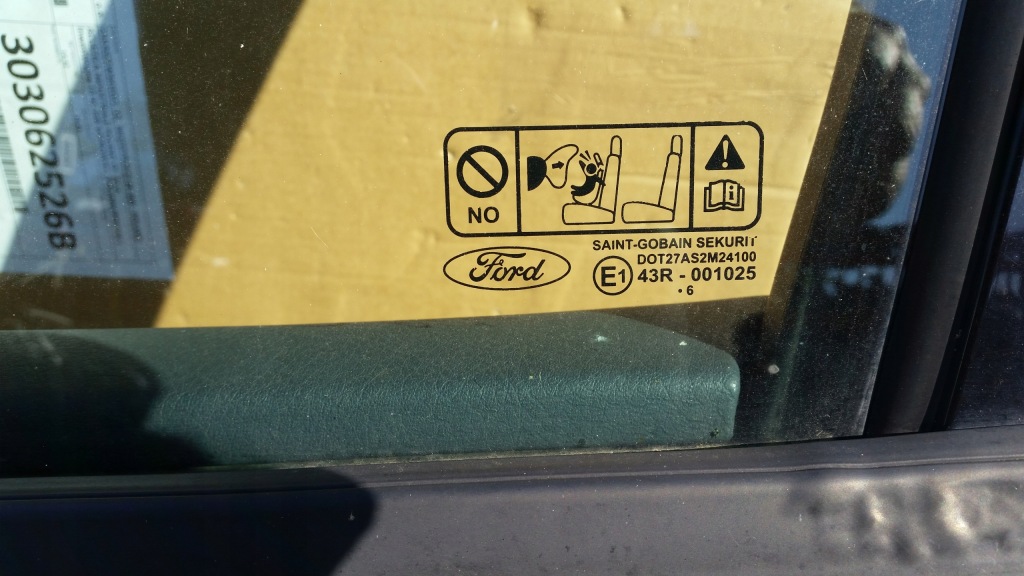 3030625268
NO
Ford
SAINT-GOBAIN SEKURIT
DOT27AS2M24100
E1 43R - 001025
• 6